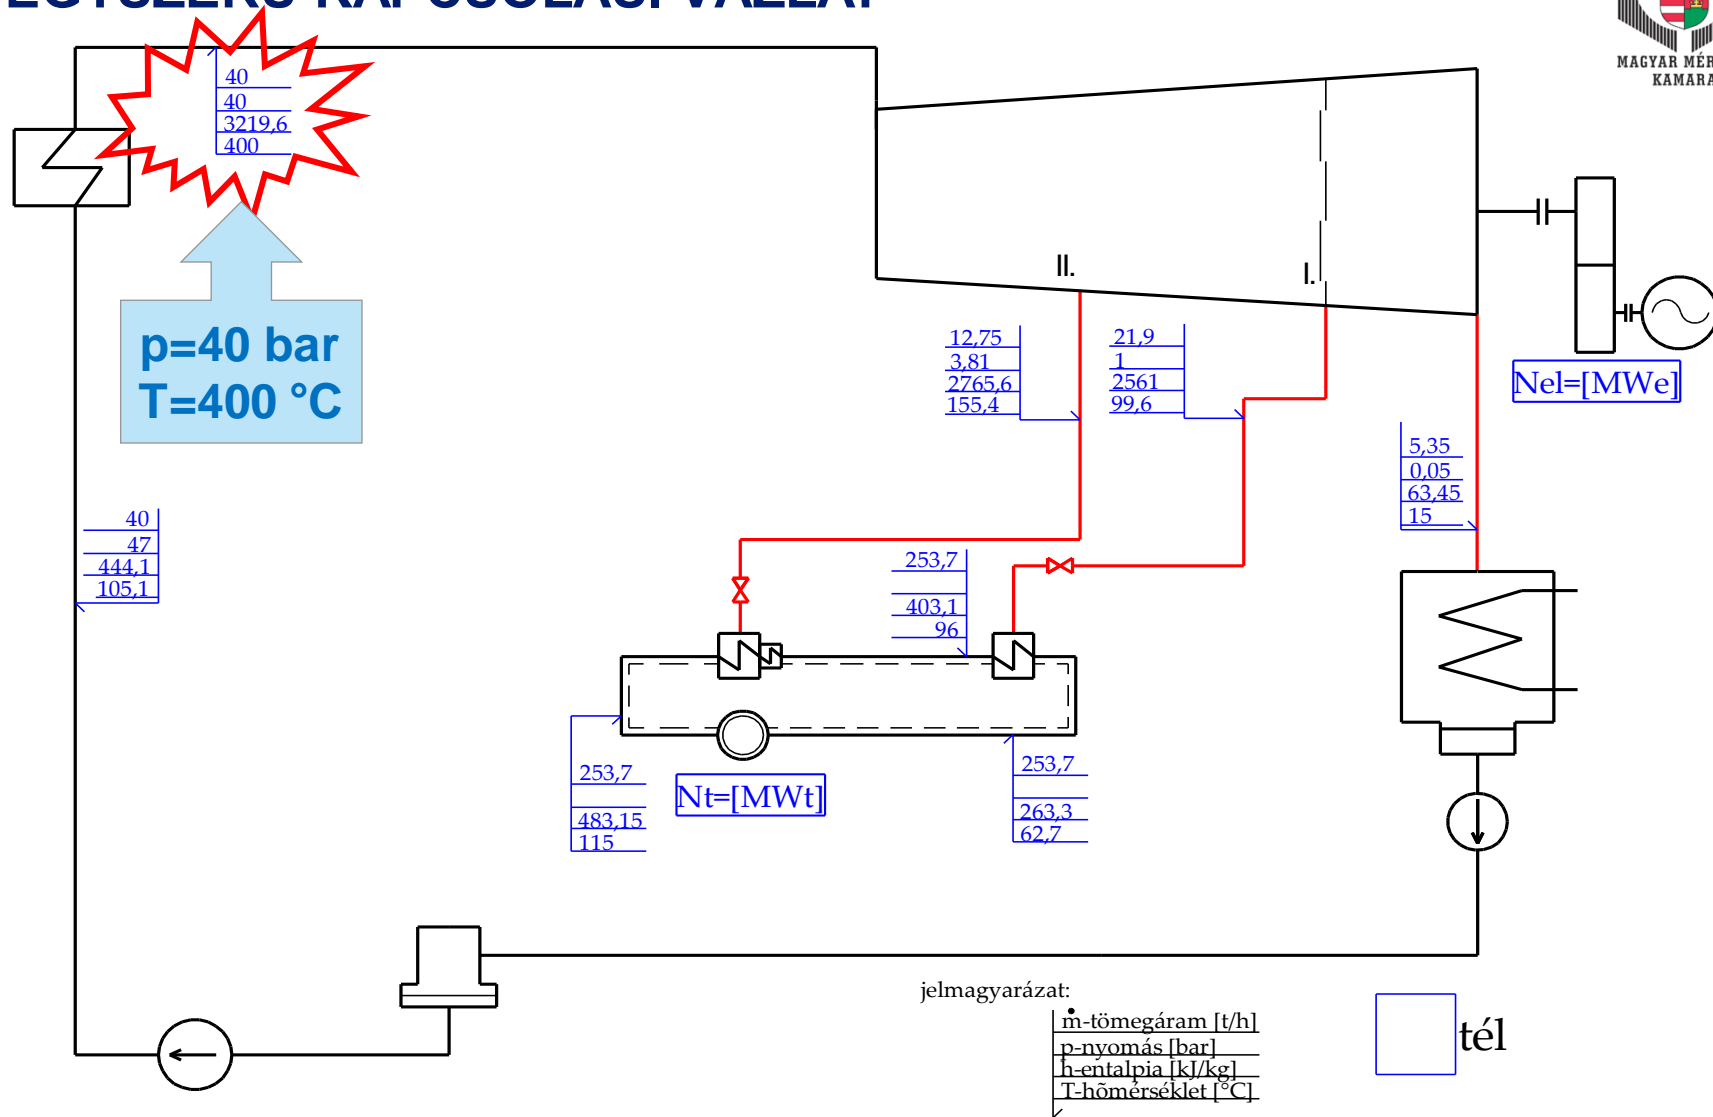 MAGYAR
KAMARA
40
40
3219,6
400
p=40 bar
T=400 °C
II.
I.
12,75
3,81
2765,6
155,4
21,9
1
2561
99,6
Nel=[MWe]
5,35
0,05
63,45
15
40
47
444,1
105,1
253,7
403,1
96
253,7
483,15
115
Nt=[MWt]
253,7
263,3
62,7
jelmagyarázat:
ṁ-tömegáram [t/h]
p-nyomás [bar]
h-entalpia [kJ/kg]
T-hõmérséklet [°C]
tél